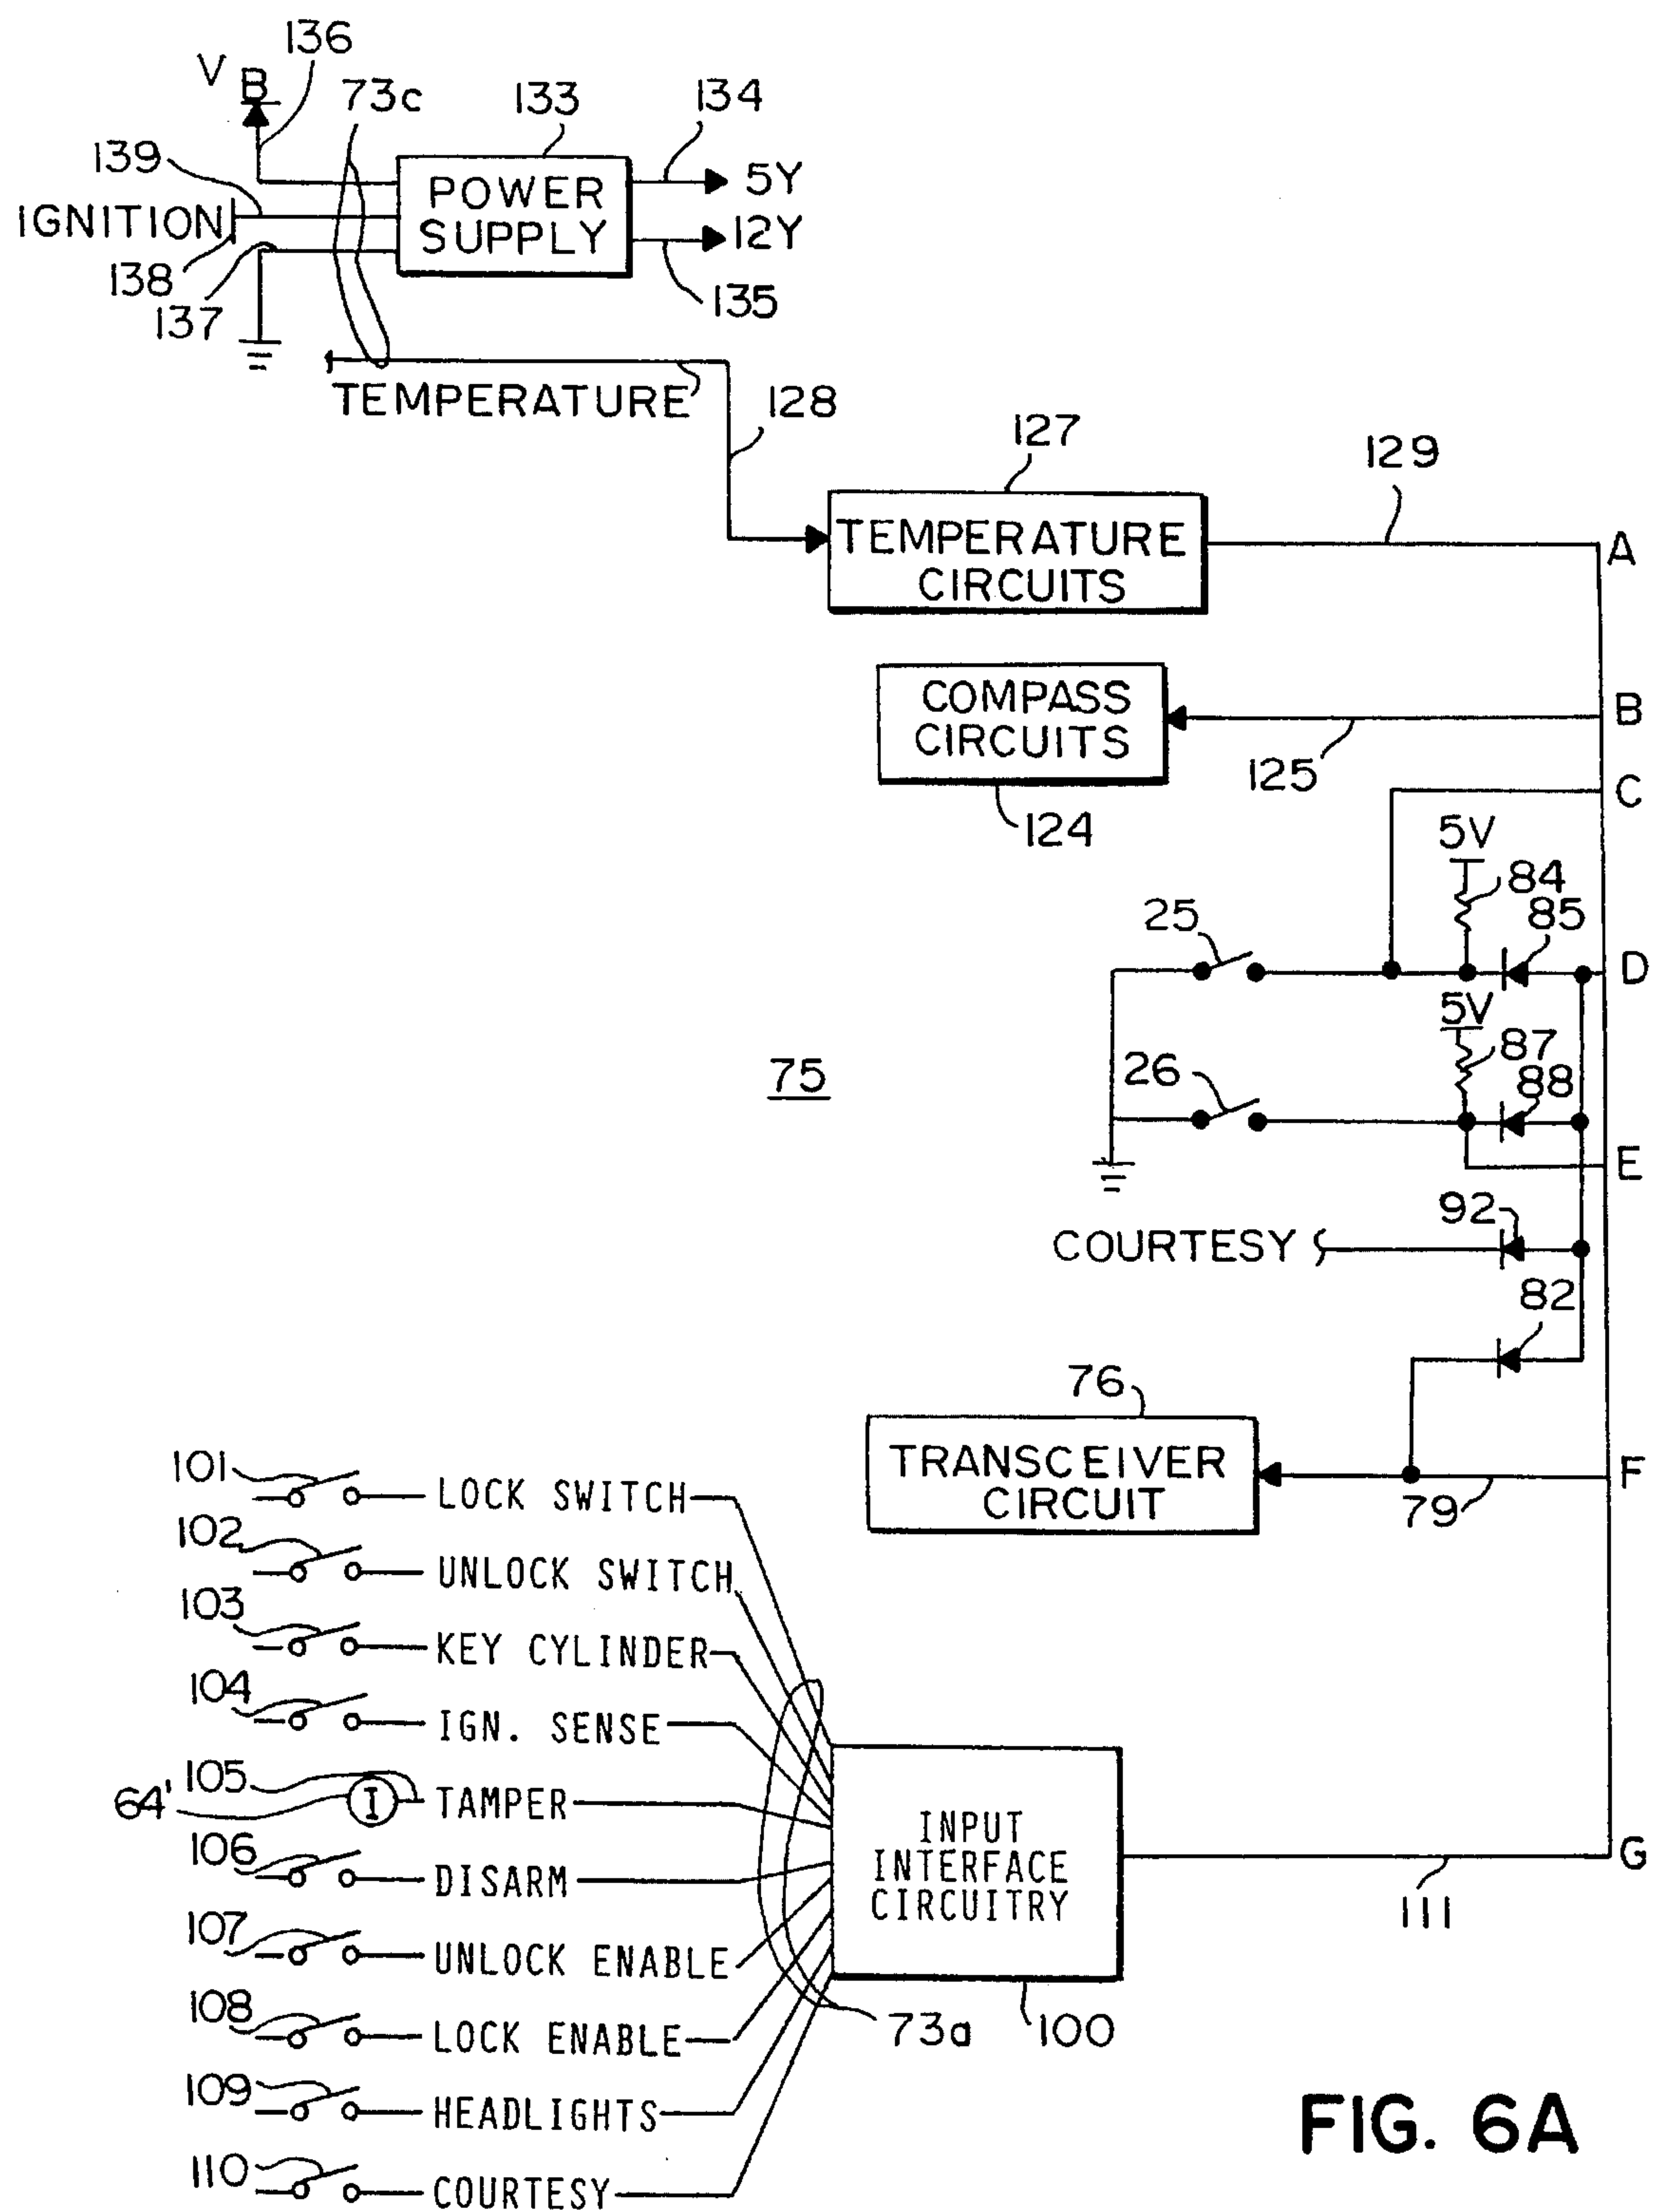 136
V
B
73c
133
134
139
POWER
SUPPLY
5Y
IGNITION
12Y
138
137
135
TEMPERATURE
128
127
129
TEMPERATURE
CIRCUITS
A
COMPASS
CIRCUITS
B
125
124
C
5V
84
85
25
D
5V
87
88
26
75
E
92
COURTESY
82
76
TRANSCEIVER
CIRCUIT
F
79
101
LOCK SWITCH
102
UNLOCK SWITCH
103
KEY CYLINDER
104
IGN. SENSE
105
64'
I
TAMPER
106
DISARM
107
UNLOCK ENABLE
108
LOCK ENABLE
109
HEADLIGHTS
110
COURTESY
INPUT
INTERFACE
CIRCUITRY
G
111
73a
100
FIG. 6A